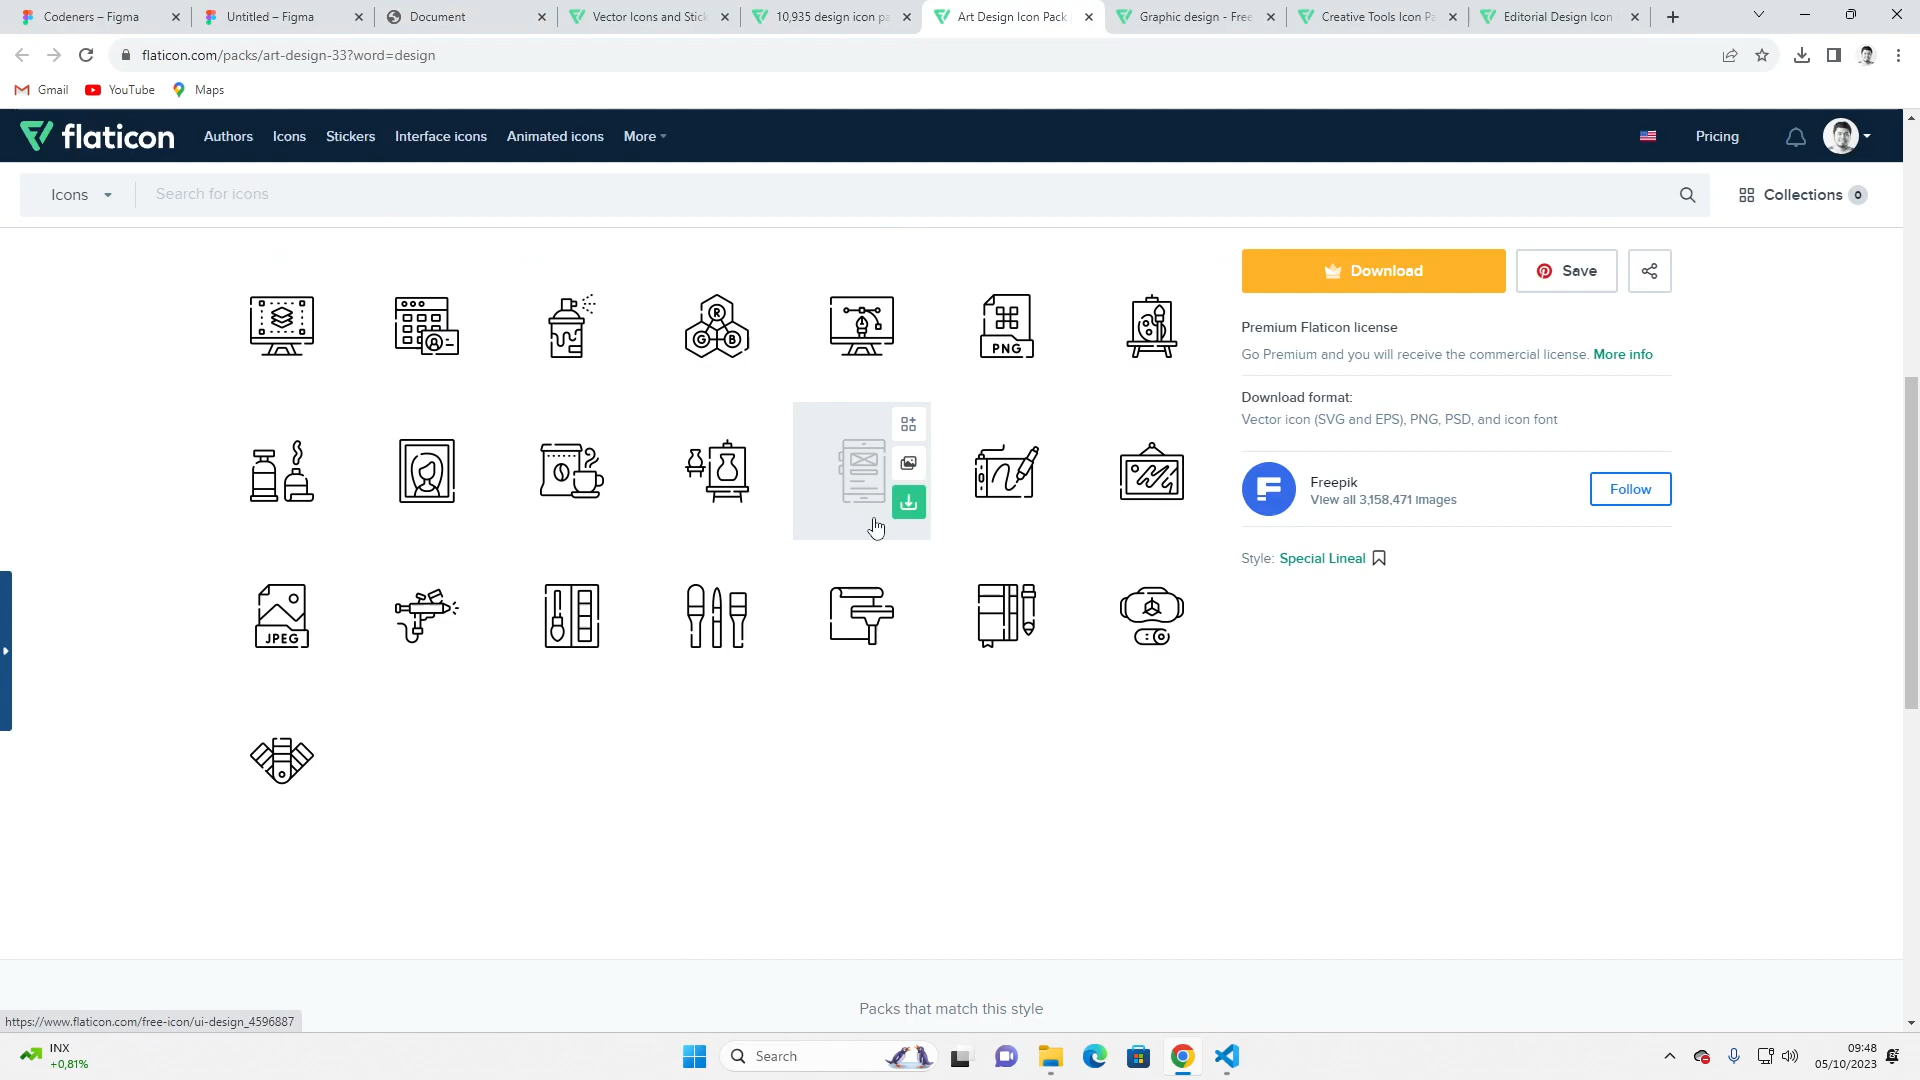 Codeners – Figma
Untitled – Figma
Document
Vector Icons and Stick
10,935 design icon pa
Art Design Icon Pack
Graphic design - Free
Creative Tools Icon Pa
Editorial Design Icon
flaticon.com/packs/art-design-33?word=design
Gmail
YouTube
Maps
flaticon
Authors
Icons
Stickers
Interface icons
Animated icons
More
Pricing
Icons
Search for icons
Collections
0
Download
Save
R
G
B
PNG
Premium Flaticon license
Go Premium and you will receive the commercial license. More info
Download format:
Vector icon (SVG and EPS), PNG, PSD, and icon font
Freepik
View all 3,158,471 images
Follow
Style: Special Lineal
JPEG
Packs that match this style
https://www.flaticon.com/free-icon/ui-design_4596887
INX
+0,81%
Search
09:48
05/10/2023